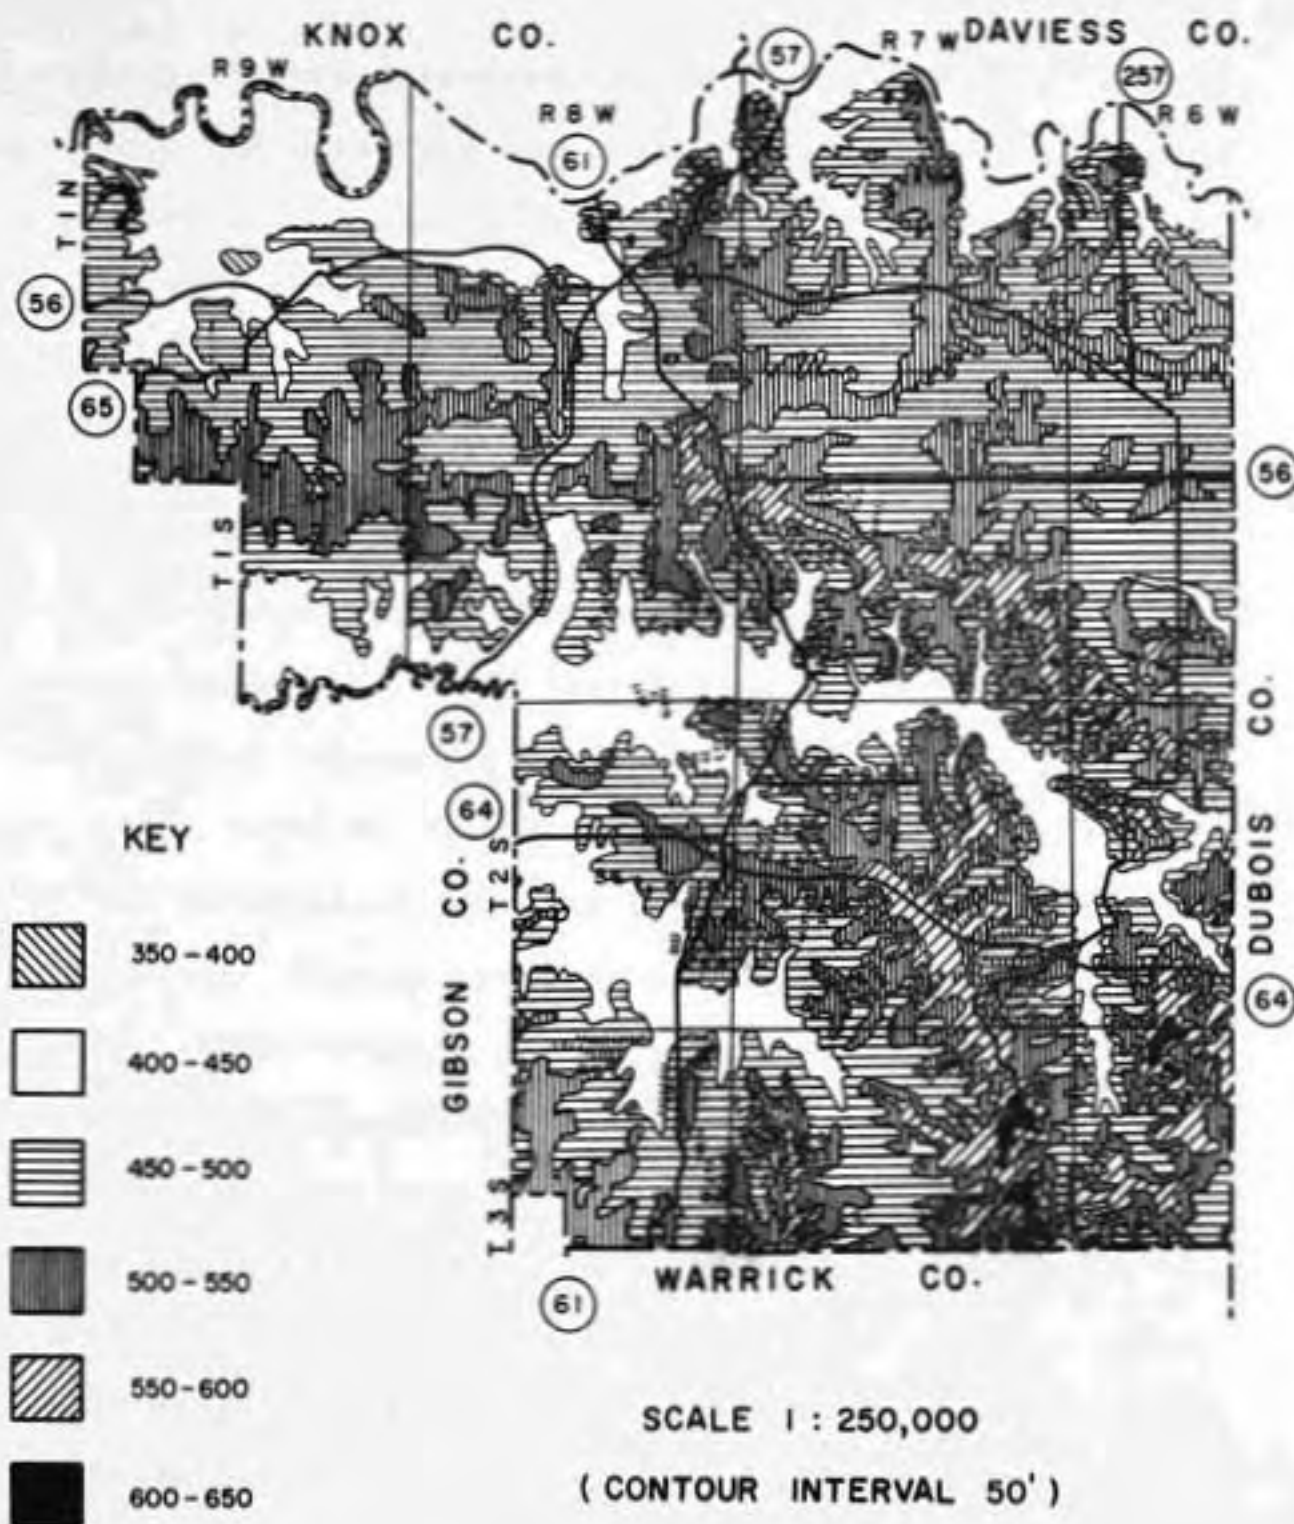 KNOX CO.
DAVIESS CO.
R 9 W
R 8 W
R 7 W
R 6 W
57
257
61
T I N
56
65
56
T I S
57
64
T 2 S
GIBSON CO.
DUBOIS CO.
64
T 3 S
WARRICK CO.
61
KEY
350-400
400-450
450-500
500-550
550-600
600-650
SCALE 1 : 250,000
( CONTOUR INTERVAL 50' )